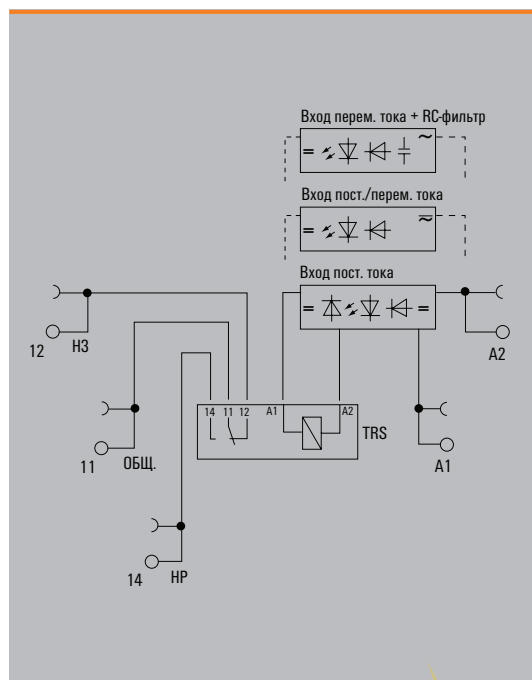 Вход перем. тока + RC-фильтр
= ~
Вход пост./перем. тока
= ≂
Вход пост. тока
= =
12 НЗ
A2
14 11 12 A1 A2
TRS
11 ОБЩ.
A1
14 НР